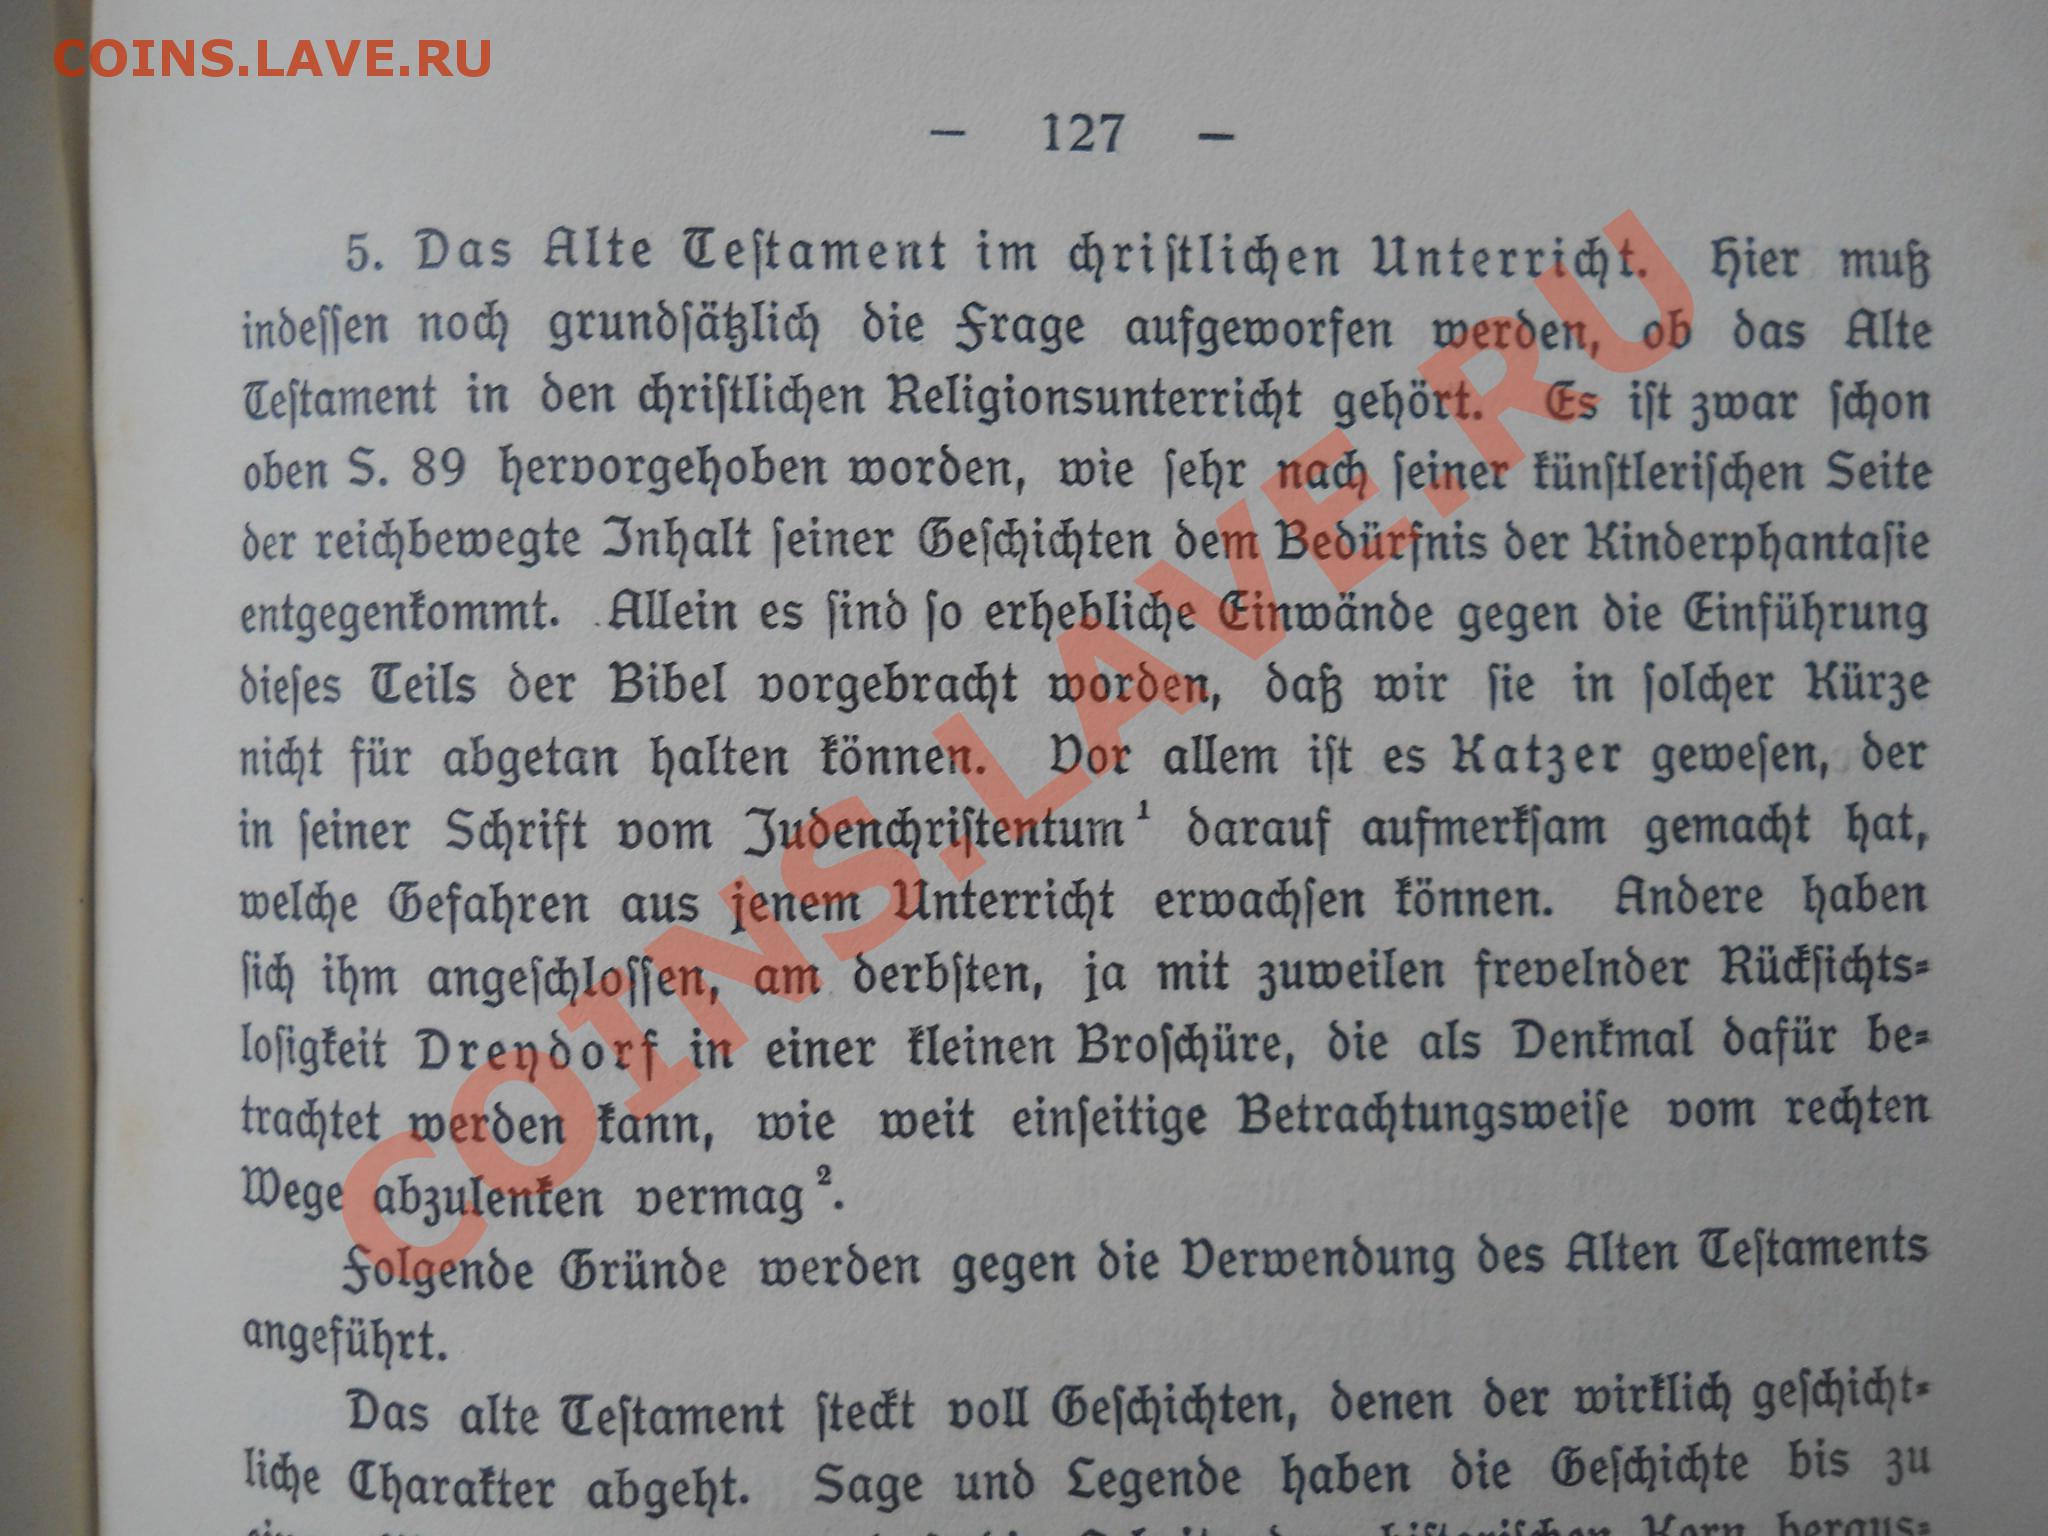 COINS.LAVE.RU
— 127 —
5. Das Alte Teſtament im chriſtlichen Unterricht. Hier muß
indeſſen noch grundſätzlich die Frage aufgeworfen werden, ob das Alte
Teſtament in den chriſtlichen Religionsunterricht gehört. Es iſt zwar ſchon
oben S. 89 hervorgehoben worden, wie ſehr nach ſeiner künſtleriſchen Seite
der reichbewegte Inhalt ſeiner Geſchichten dem Bedürfnis der Kinderphantaſie
entgegenkommt. Allein es ſind ſo erhebliche Einwände gegen die Einführung
dieſes Teils der Bibel vorgebracht worden, daß wir ſie in ſolcher Kürze
nicht für abgetan halten können. Vor allem iſt es Katzer geweſen, der
in ſeiner Schrift vom Judenchriſtentum¹ darauf aufmerkſam gemacht hat,
welche Gefahren aus jenem Unterricht erwachſen können. Andere haben
ſich ihm angeſchloſſen, am derbſten, ja mit zuweilen frevelnder Rückſichts-
loſigkeit Dreydorf in einer kleinen Broſchüre, die als Denkmal dafür be-
trachtet werden kann, wie weit einſeitige Betrachtungsweiſe vom rechten
Wege abzulenken vermag².
Folgende Gründe werden gegen die Verwendung des Alten Teſtaments
angeführt.
Das alte Teſtament ſteckt voll Geſchichten, denen der wirklich geſchicht-
liche Charakter abgeht. Sage und Legende haben die Geſchichte bis zu
hiſtoriſchen Kern heraus-
COINS.LAVE.RU